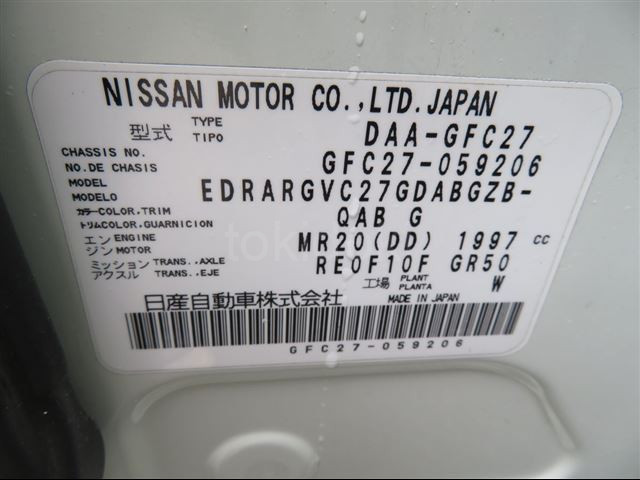 NISSAN MOTOR CO.,LTD.JAPAN
型式 TYPE TIPO DAA-GFC27
CHASSIS NO.
NO.DE CHASIS GFC27-059206
MODEL
MODELO EDRARGVC27GDABGZB-
カラー COLOR,TRIM
トリム COLOR,GUARNICION QAB G
エンジン ENGINE MOTOR MR20(DD) 1997 cc
ミッション TRANS.,AXLE
アクスル TRANS.,EJE RE0F10F GR50
工場 PLANT PLANTA W
日産自動車株式会社 MADE IN JAPAN
GFC27-059206